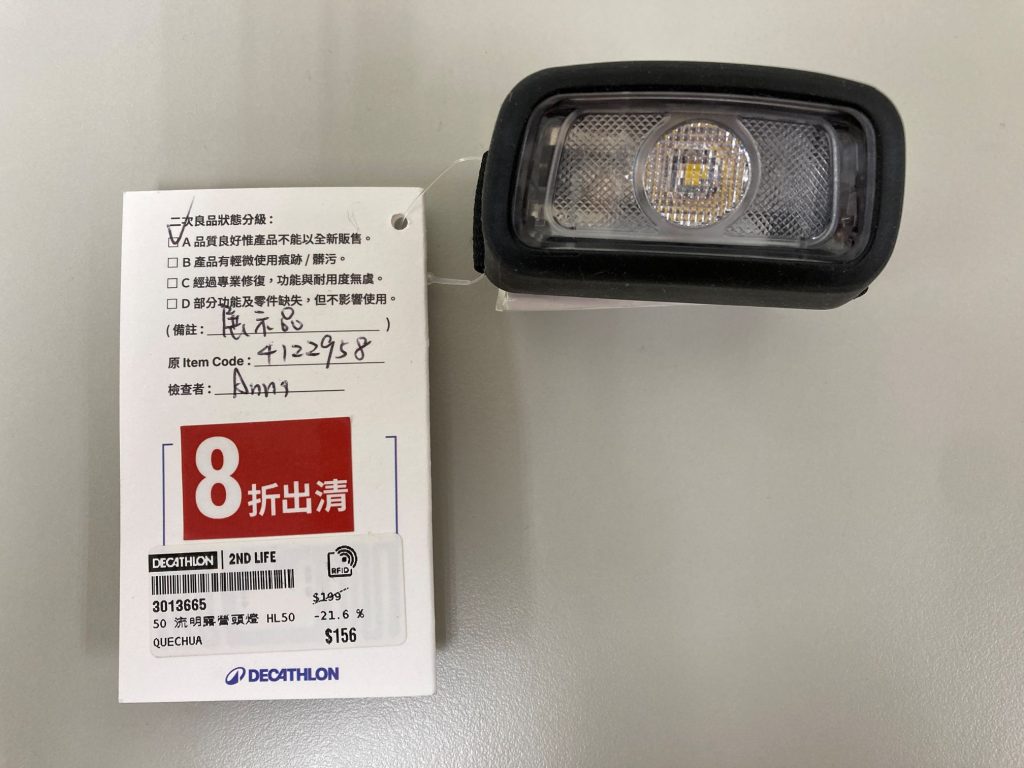 二次良品狀態分級：
☑ A 品質良好惟產品不能以全新販售。
□ B 產品有輕微使用痕跡 / 髒污。
□ C 經過專業修復，功能與耐用度無虞。
□ D 部分功能及零件缺失，但不影響使用。
( 備註：展示品 )
原 Item Code：4122958
檢查者：Anna
8折出清
DECATHLON | 2ND LIFE
RFID
3013665
$199
50 流明露營頭燈 HL50 -21.6 %
QUECHUA $156
DECATHLON